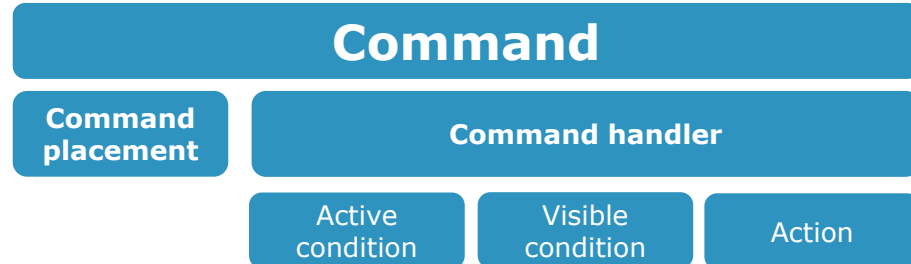 Command
Command
placement
Command handler
Active
condition
Visible
condition
Action